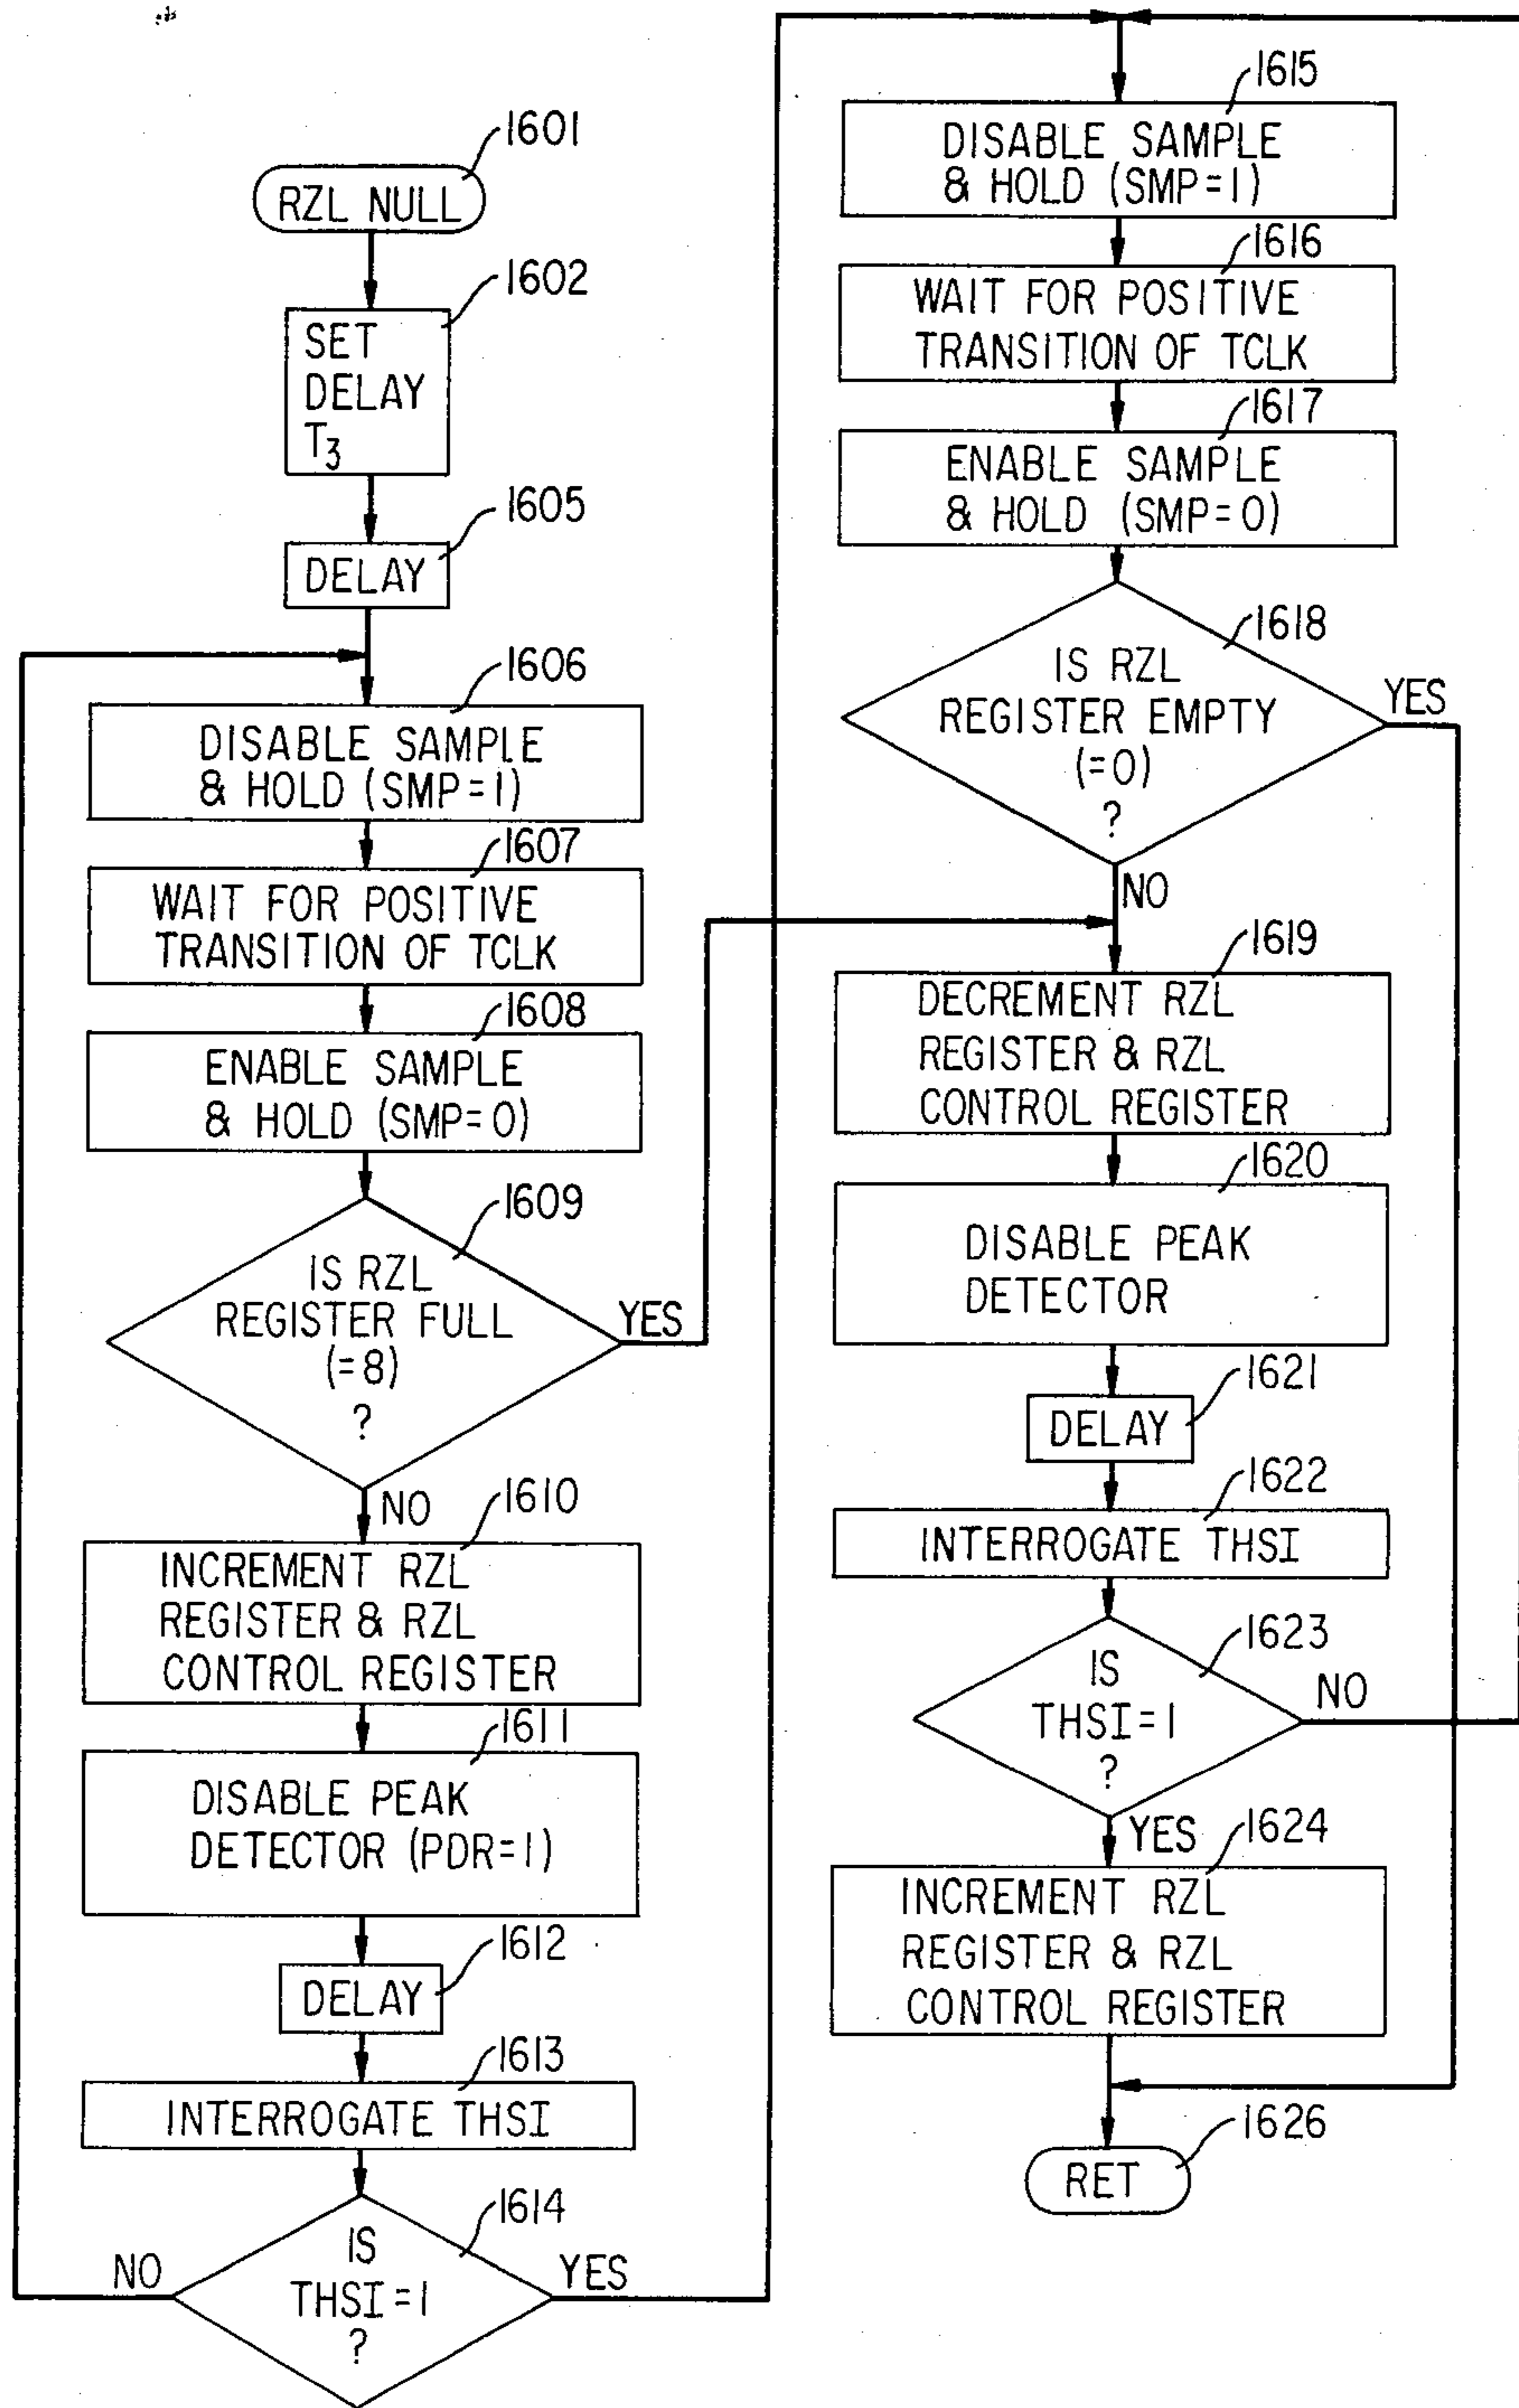 1601
RZL NULL
1602
SET
DELAY
T3
1605
DELAY
1606
DISABLE SAMPLE
& HOLD (SMP=1)
1607
WAIT FOR POSITIVE
TRANSITION OF TCLK
1608
ENABLE SAMPLE
& HOLD (SMP=0)
1609
IS RZL
REGISTER FULL
(=8)
?
YES
NO
1610
INCREMENT RZL
REGISTER & RZL
CONTROL REGISTER
1611
DISABLE PEAK
DETECTOR (PDR=1)
1612
DELAY
1613
INTERROGATE THSI
1614
IS
THSI=1
?
NO
YES
1615
DISABLE SAMPLE
& HOLD (SMP=1)
1616
WAIT FOR POSITIVE
TRANSITION OF TCLK
1617
ENABLE SAMPLE
& HOLD (SMP=0)
1618
IS RZL
REGISTER EMPTY
(=0)
?
YES
NO
1619
DECREMENT RZL
REGISTER & RZL
CONTROL REGISTER
1620
DISABLE PEAK
DETECTOR
1621
DELAY
1622
INTERROGATE THSI
1623
IS
THSI=1
?
NO
YES
1624
INCREMENT RZL
REGISTER & RZL
CONTROL REGISTER
1626
RET